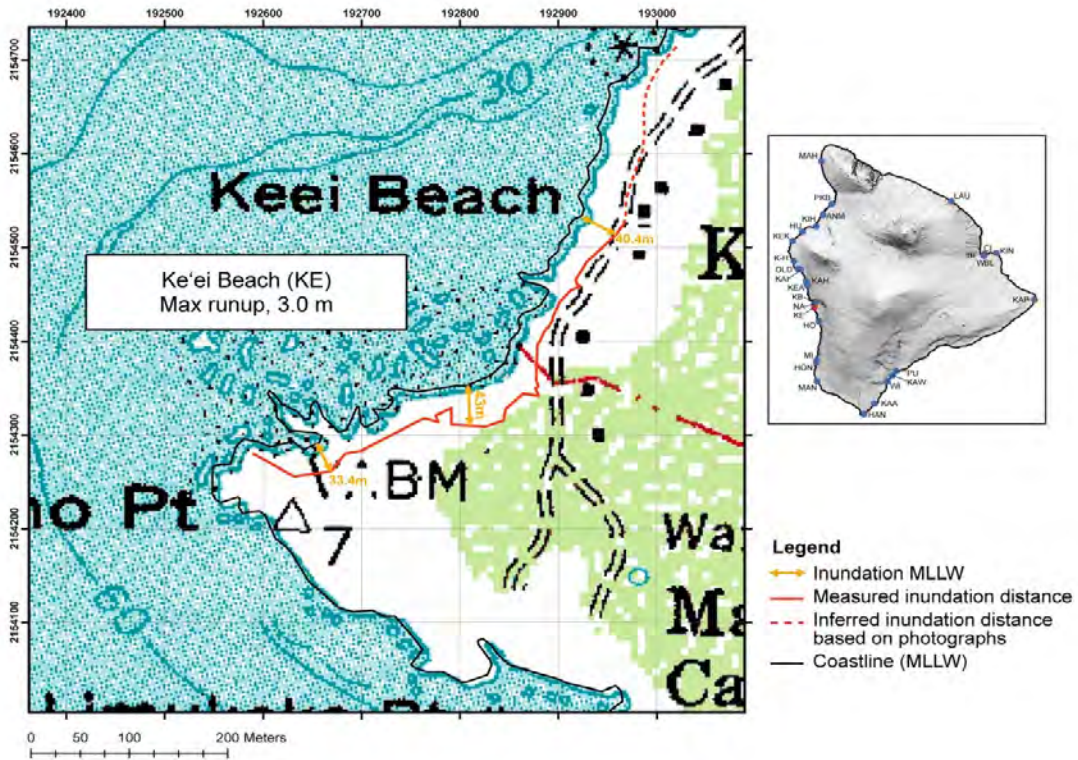 192400 192500 192600 192700 192800 192900 193000
2154700
2154600
2154500
2154400
2154300
2154200
2154100
30
Keei Beach
40.4m
K
Ke'ei Beach (KE)
Max runup, 3.0 m
43m
33.4m
BM
no Pt
7
Wa
Ma
Ca
60
0 50 100 200 Meters
MAH
PKB
KIH
ANM
HU
KEK
K-H
OLD
KAI
KAH
KEA
KB
NA
KE
HO
MI
HON
MAN
LAU
KIN
WBL
KAP
PU
KAW
WI
KAA
HAN
Legend
Inundation MLLW
Measured inundation distance
Inferred inundation distance
based on photographs
Coastline (MLLW)